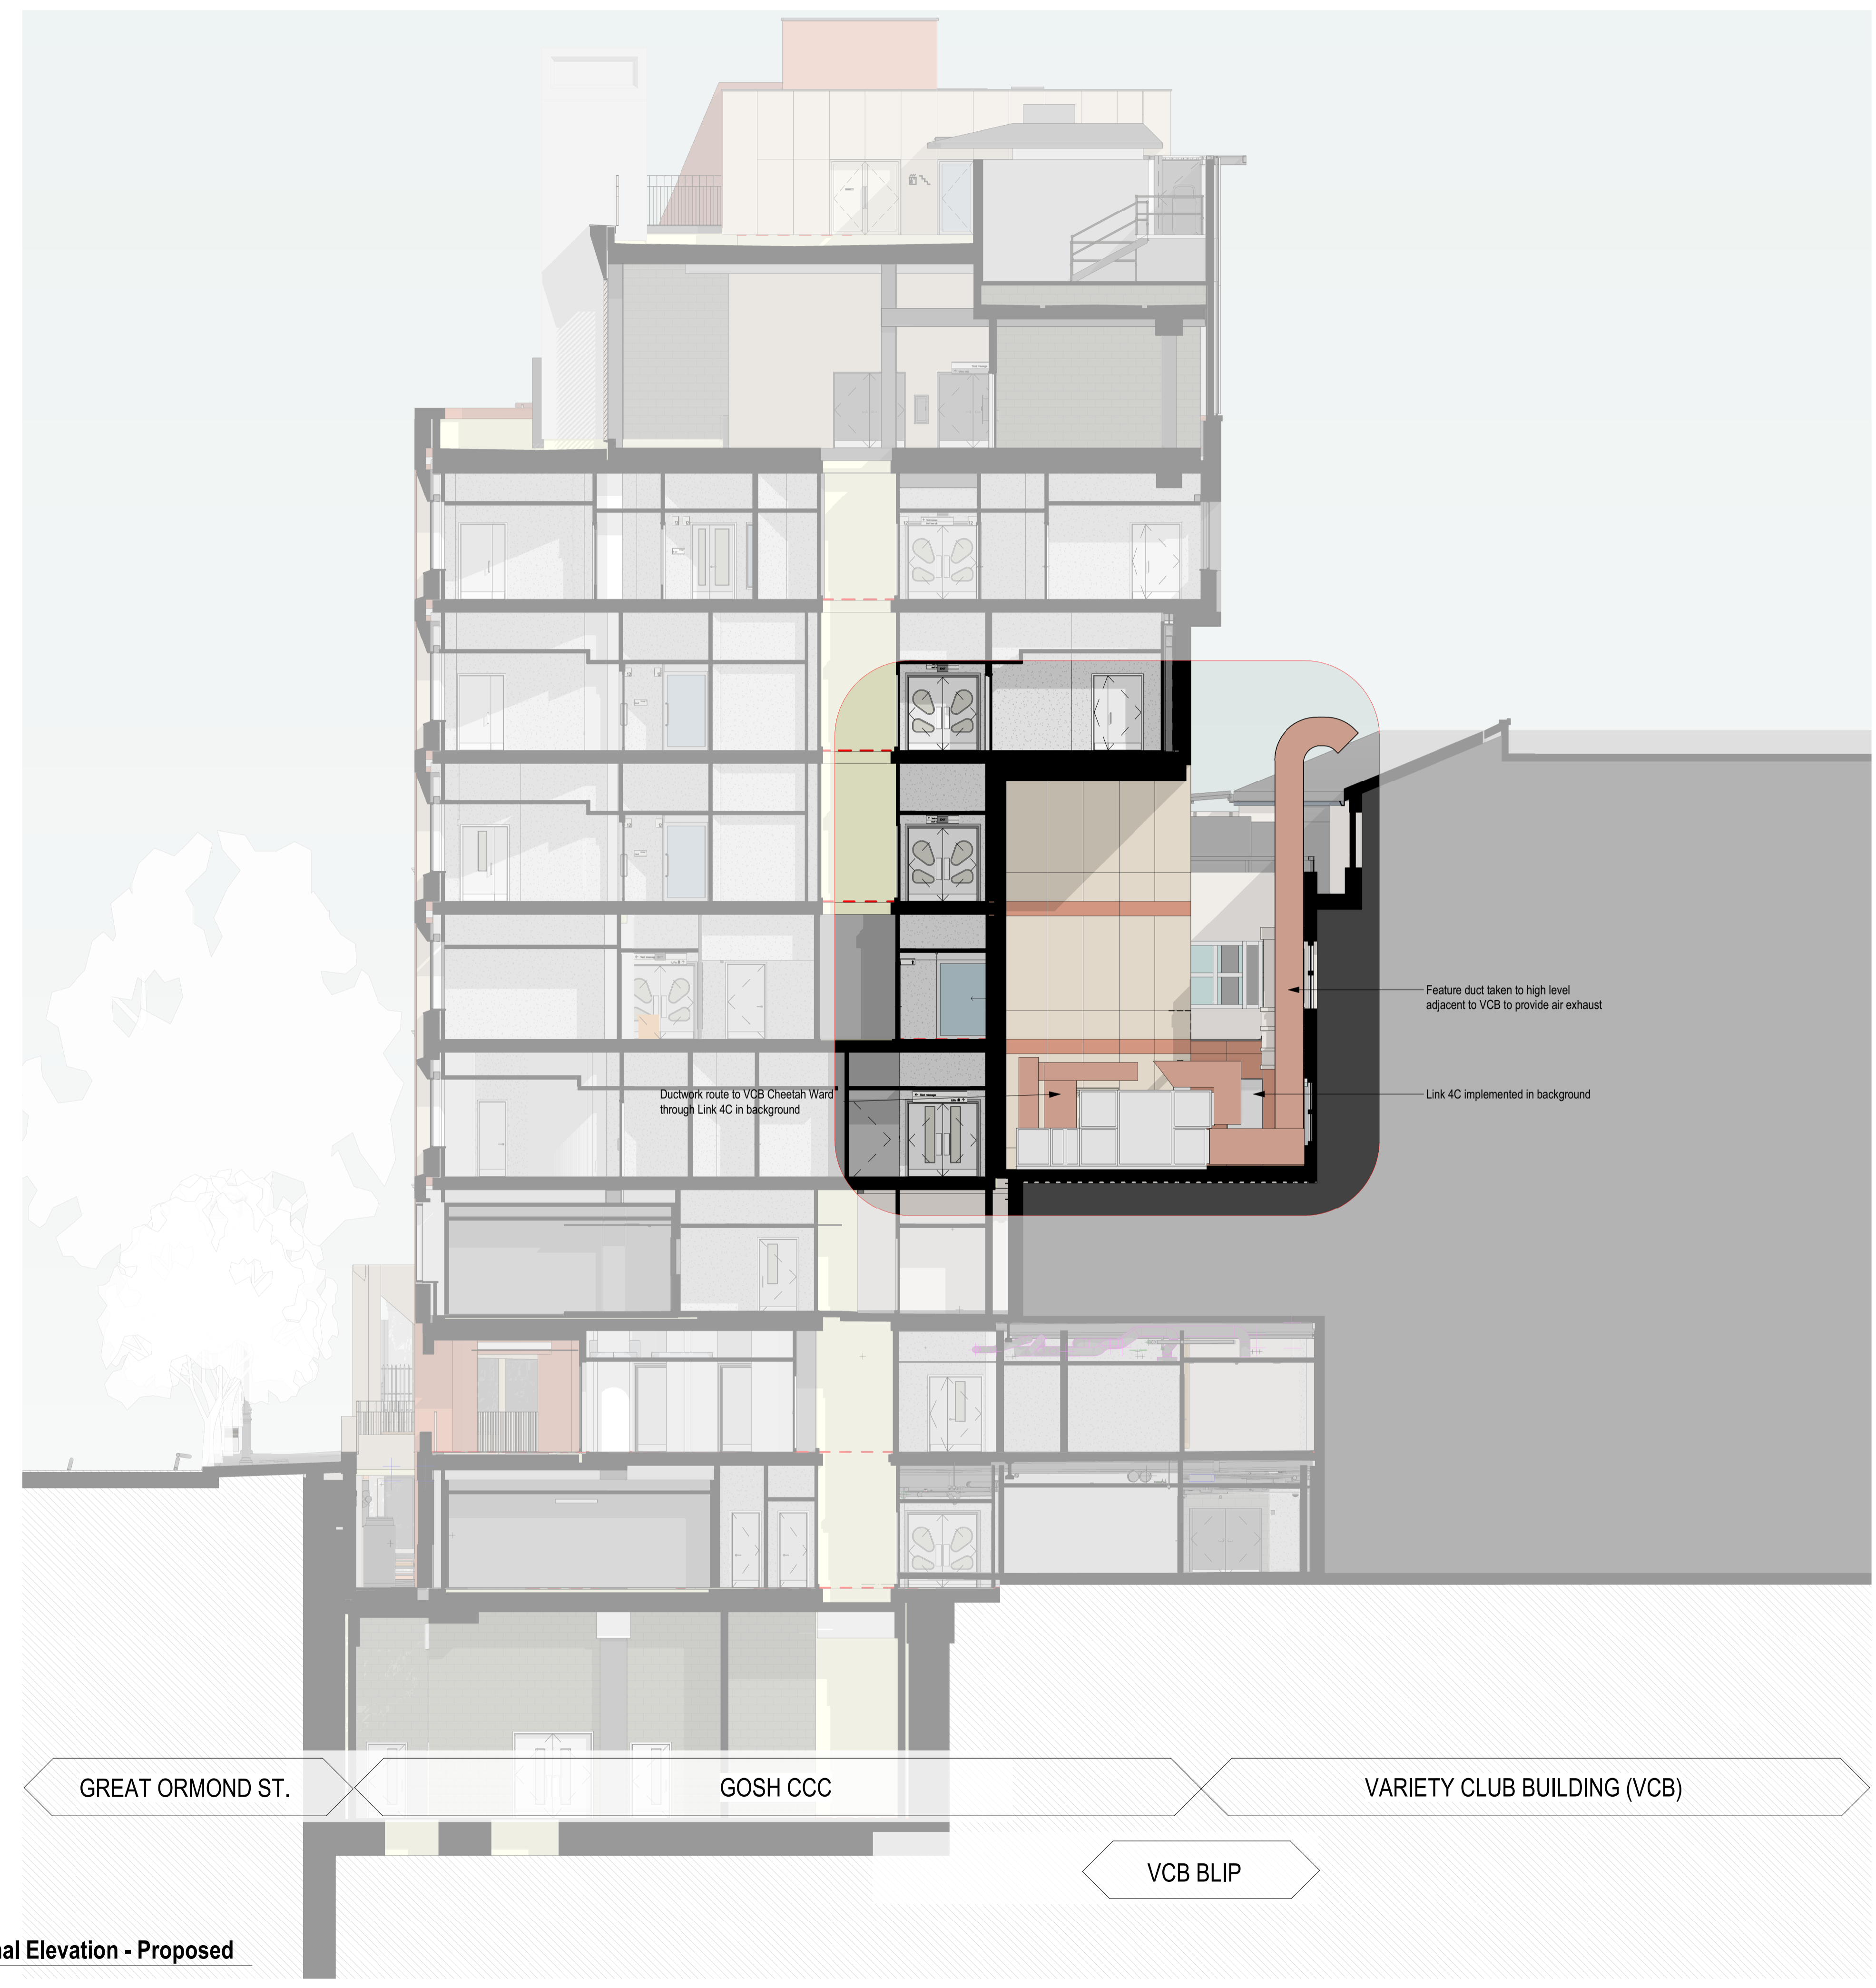 Feature duct taken to high level
adjacent to VCB to provide air exhaust
Ductwork route to VCB Cheetah Ward
through Link 4C in background
Link 4C implemented in background
GREAT ORMOND ST.
GOSH CCC
VARIETY CLUB BUILDING (VCB)
VCB BLIP
Elevation - Proposed